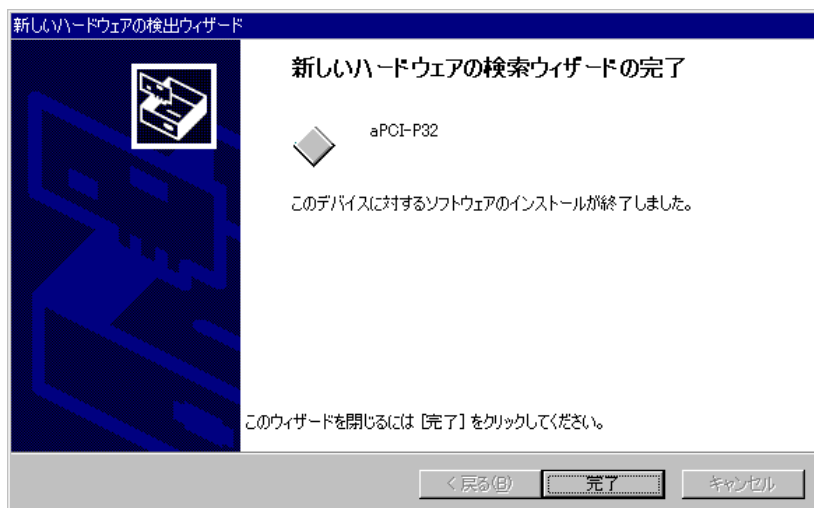 新しいハードウェアの検出ウィザード
新しいハードウェアの検索ウィザードの完了
aPCI-P32
このデバイスに対するソフトウェアのインストールが終了しました。
このウィザードを閉じるには [完了] をクリックしてください。
< 戻る(B)
完了
キャンセル